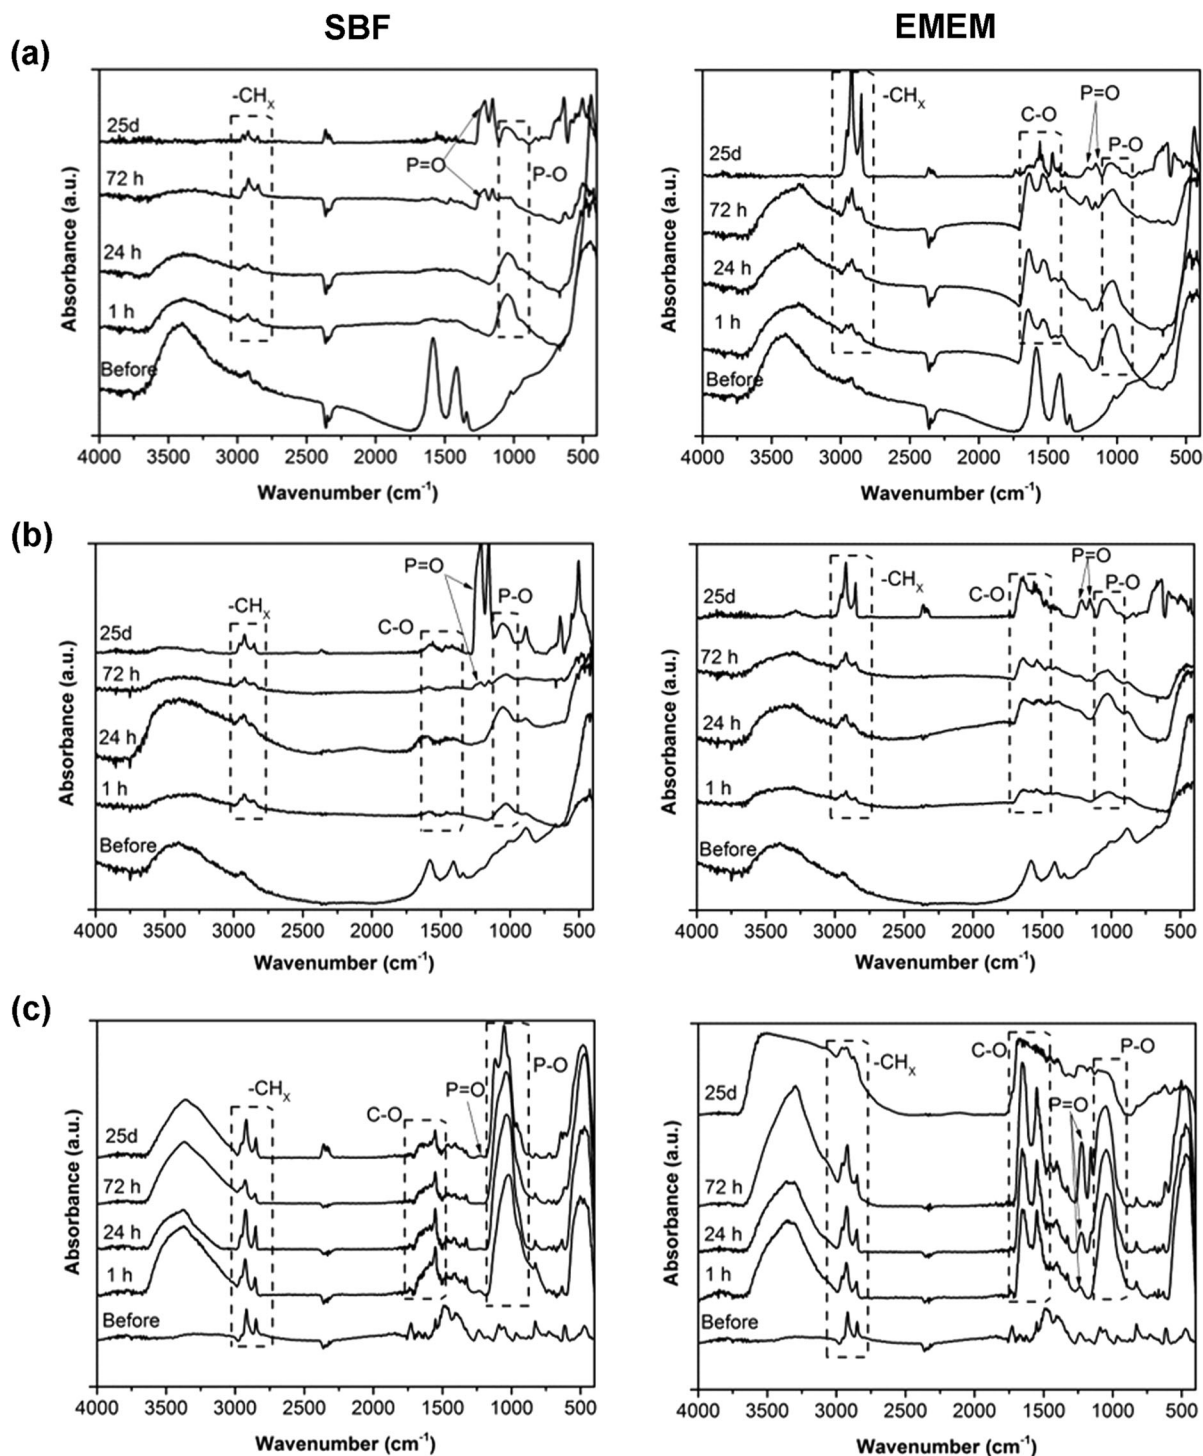 SBF
EMEM
(a)
Absorbance (a.u.)
25d
72 h
24 h
1 h
Before
-CHX
P=O
P-O
4000 3500 3000 2500 2000 1500 1000 500
Wavenumber (cm-1)
Absorbance (a.u.)
25d
72 h
24 h
1 h
Before
-CHX
C-O
P=O
P-O
4000 3500 3000 2500 2000 1500 1000 500
Wavenumber (cm-1)
(b)
Absorbance (a.u.)
25d
72 h
24 h
1 h
Before
-CHX
C-O
P=O
P-O
4000 3500 3000 2500 2000 1500 1000 500
Wavenumber (cm-1)
Absorbance (a.u.)
25d
72 h
24 h
1 h
Before
-CHX
C-O
P=O
P-O
4000 3500 3000 2500 2000 1500 1000 500
Wavenumber (cm-1)
(c)
Absorbance (a.u.)
25d
72 h
24 h
1 h
Before
-CHX
C-O
P=O
P-O
4000 3500 3000 2500 2000 1500 1000 500
Wavenumber (cm-1)
Absorbance (a.u.)
25d
72 h
24 h
1 h
Before
-CHX
C-O
P=O
P-O
4000 3500 3000 2500 2000 1500 1000 500
Wavenumber (cm-1)